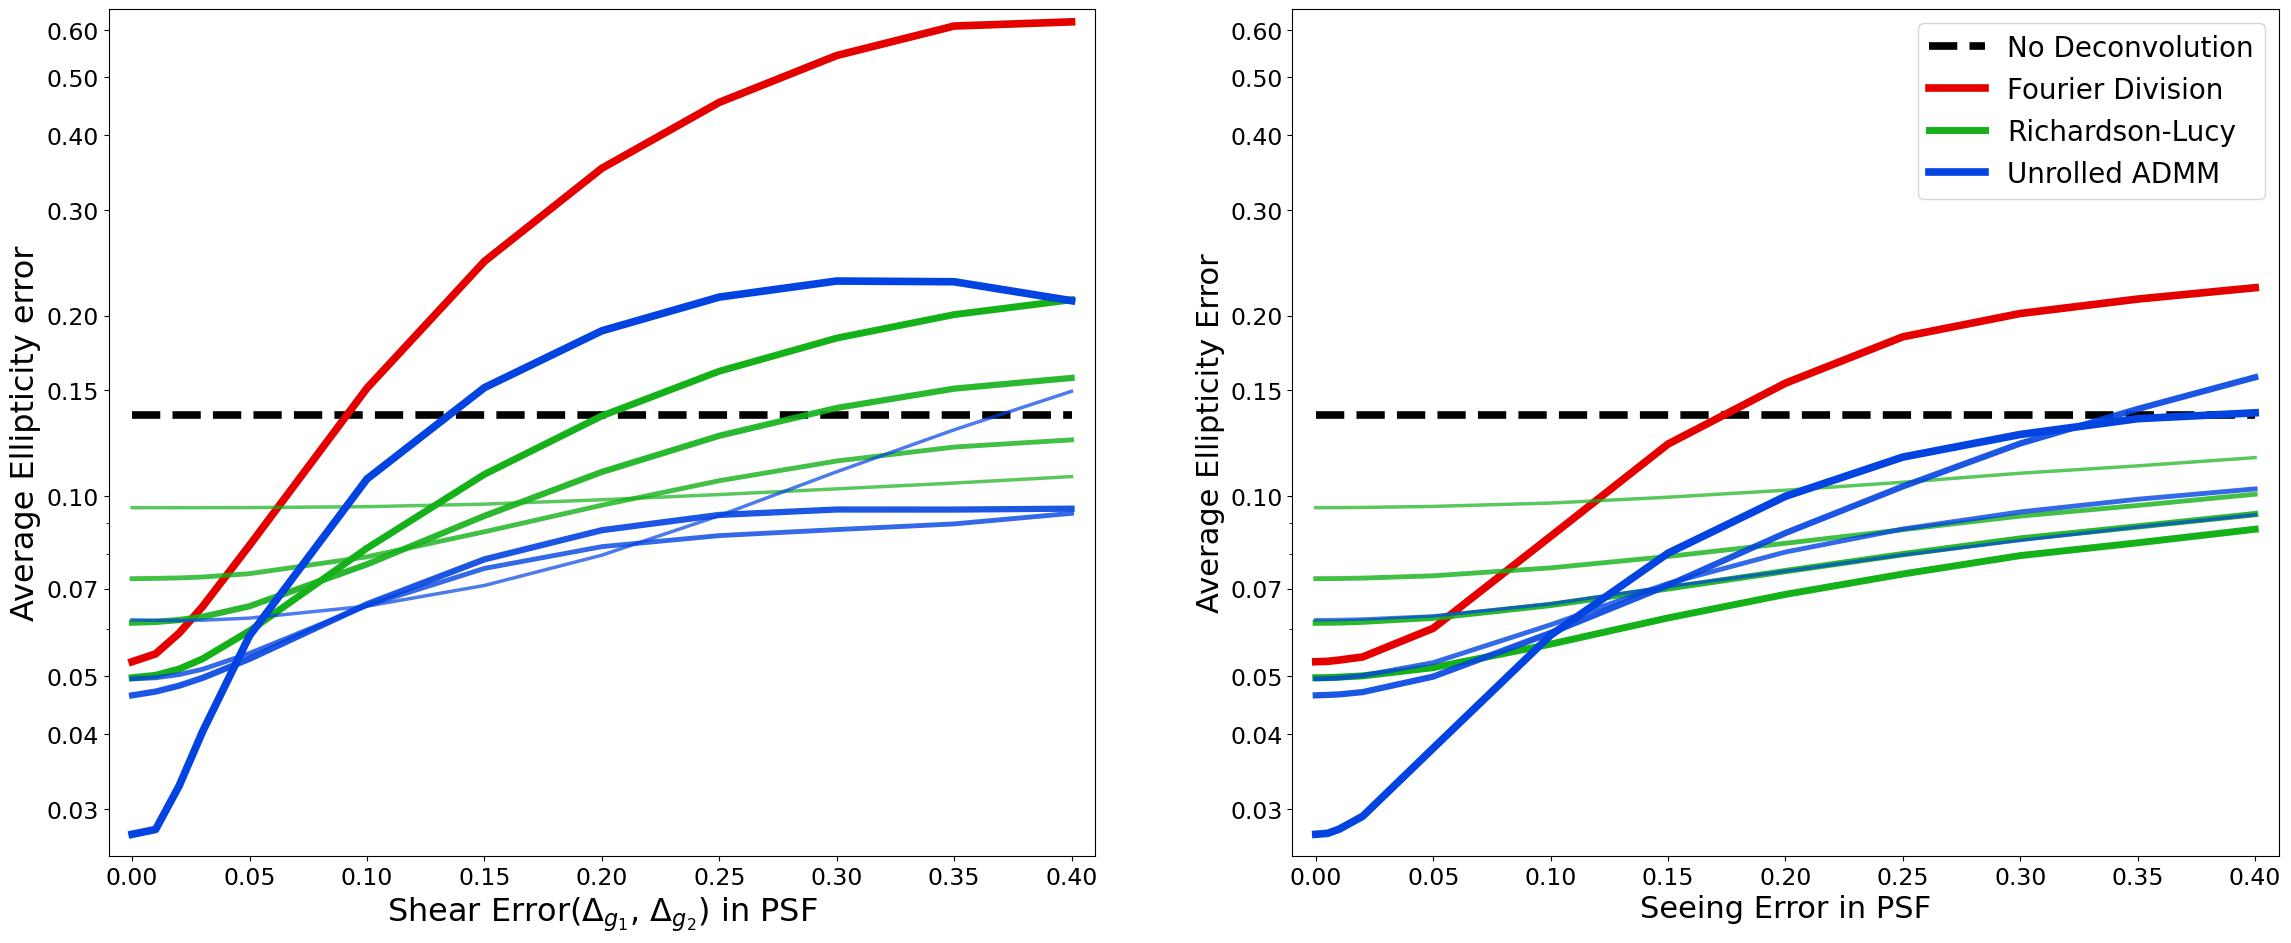 0.60
0.50
0.40
0.30
0.20
0.15
0.10
0.07
0.05
0.04
0.03
Average Ellipticity error
0.00 0.05 0.10 0.15 0.20 0.25 0.30 0.35 0.40
Shear Error(Δg₁, Δg₂) in PSF
0.60
0.50
0.40
0.30
0.20
0.15
0.10
0.07
0.05
0.04
0.03
Average Ellipticity Error
0.00 0.05 0.10 0.15 0.20 0.25 0.30 0.35 0.40
Seeing Error in PSF
No Deconvolution
Fourier Division
Richardson-Lucy
Unrolled ADMM